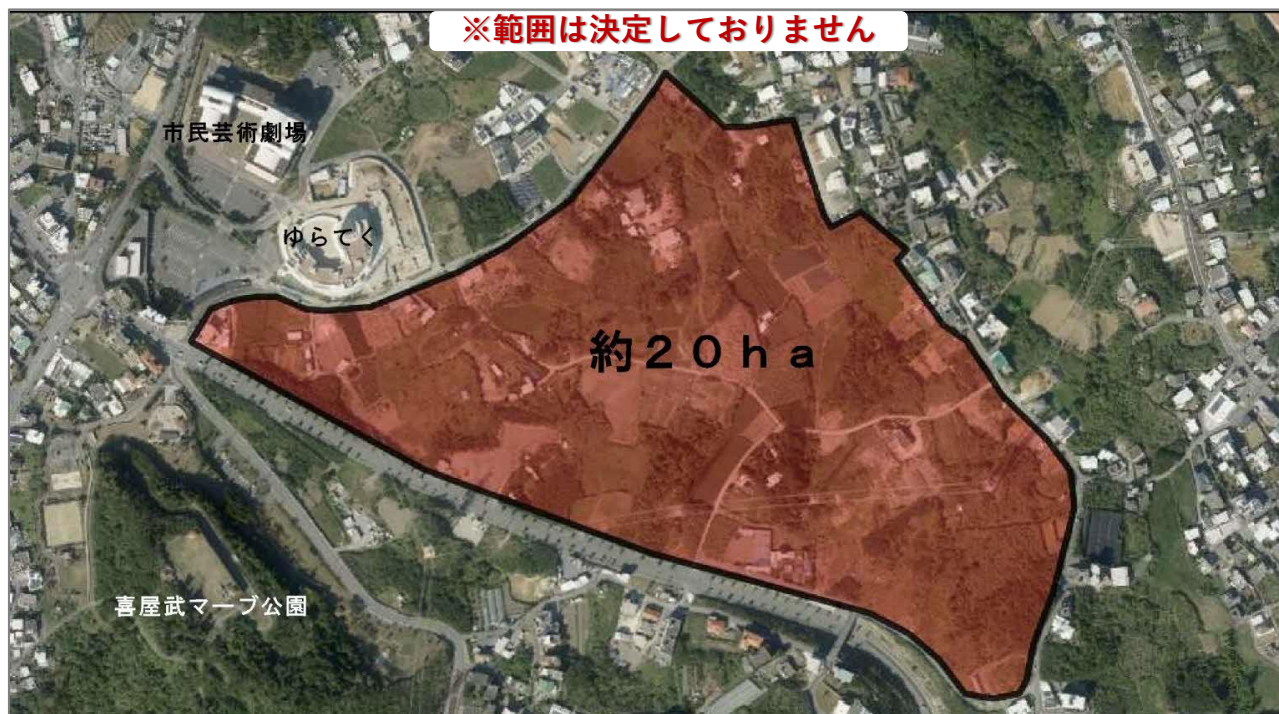 ※範囲は決定しておりません
市民芸術劇場
ゆらてく
約20ha
喜屋武マーブ公園